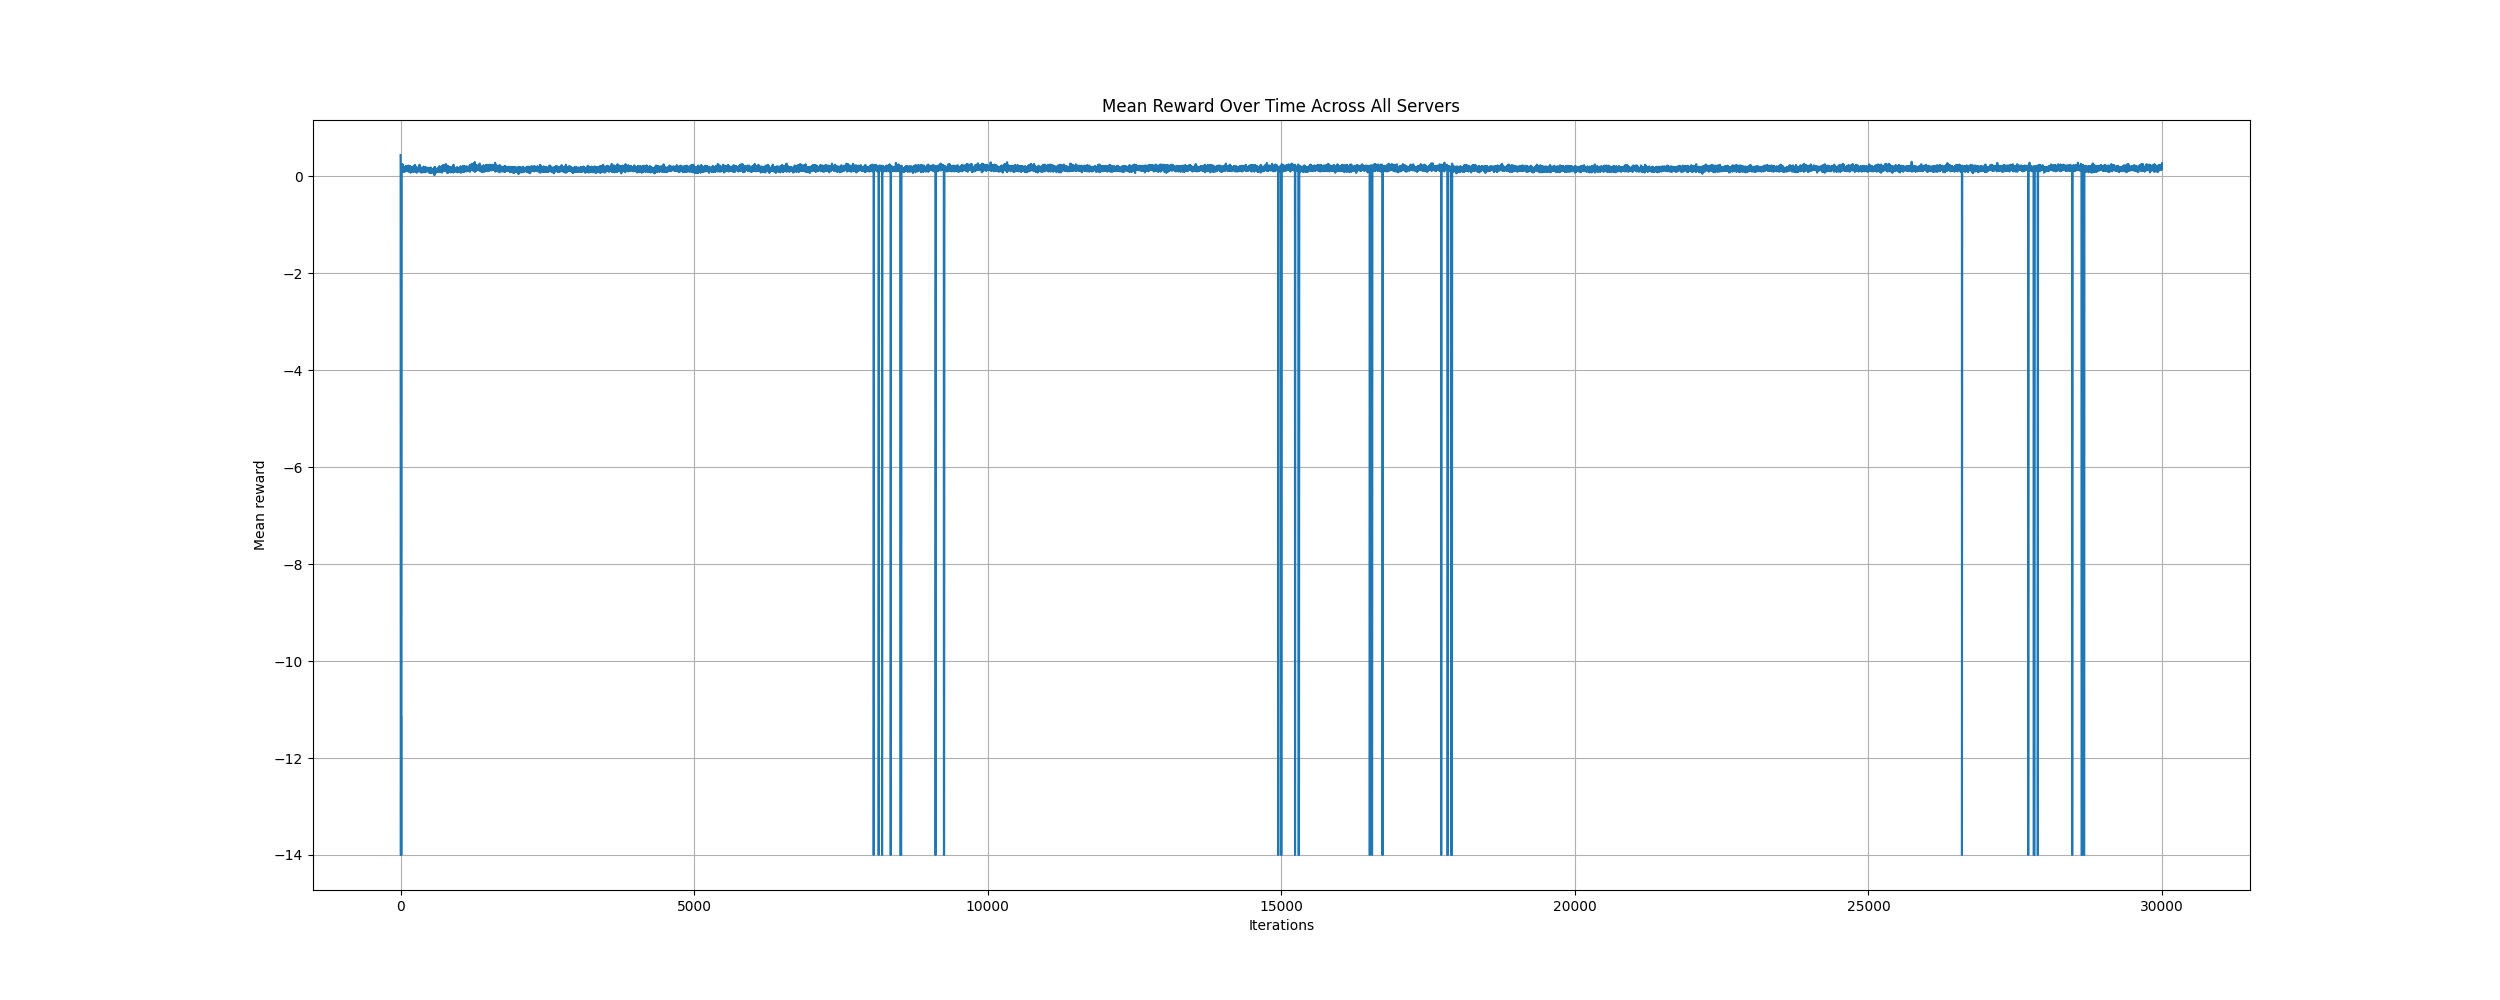 Mean Reward Over Time Across All Servers
0
−2
−4
−6
−8
−10
−12
−14
Mean reward
0 5000 10000 15000 20000 25000 30000
Iterations